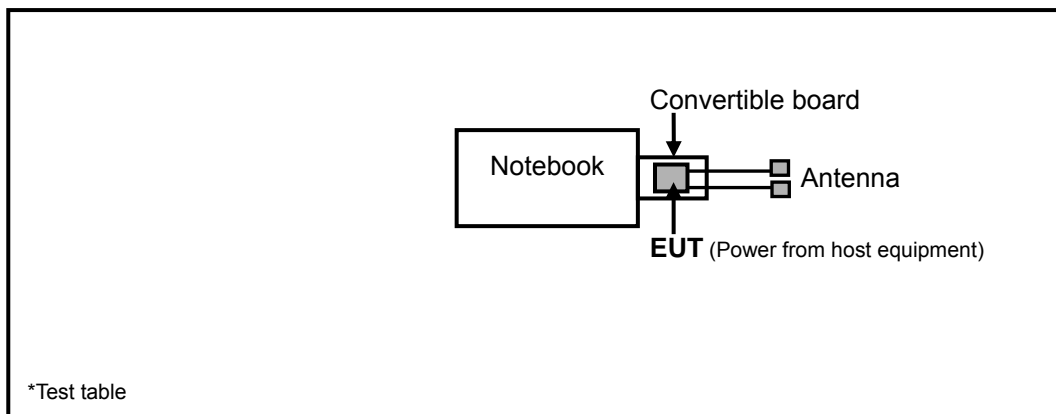 Convertible board
Notebook
Antenna
EUT (Power from host equipment)
*Test table